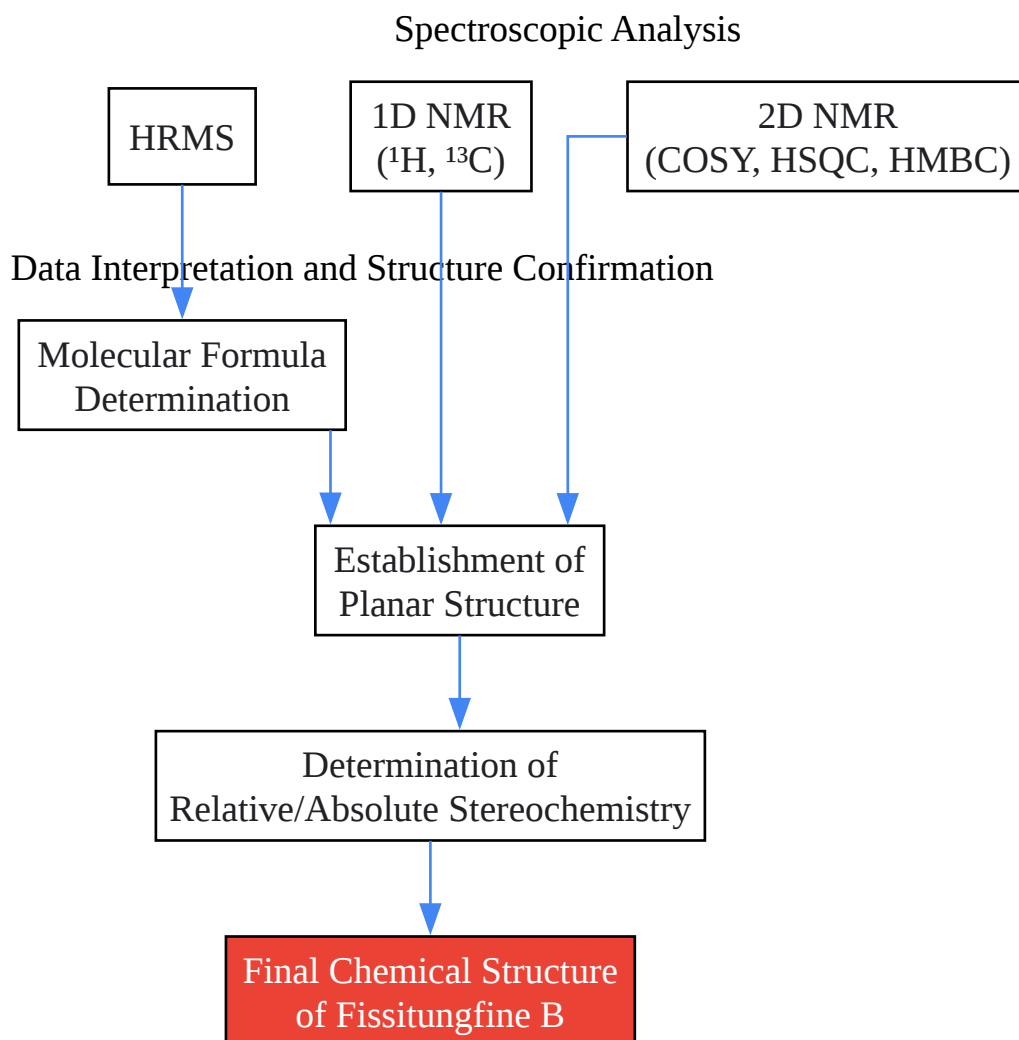 Spectroscopic Analysis
HRMS
1D NMR
(¹H, ¹³C)
2D NMR
(COSY, HSQC, HMBC)
Data Interpretation and Structure Confirmation
Molecular Formula
Determination
Establishment of
Planar Structure
Determination of
Relative/Absolute Stereochemistry
Final Chemical Structure
of Fissitungfine B